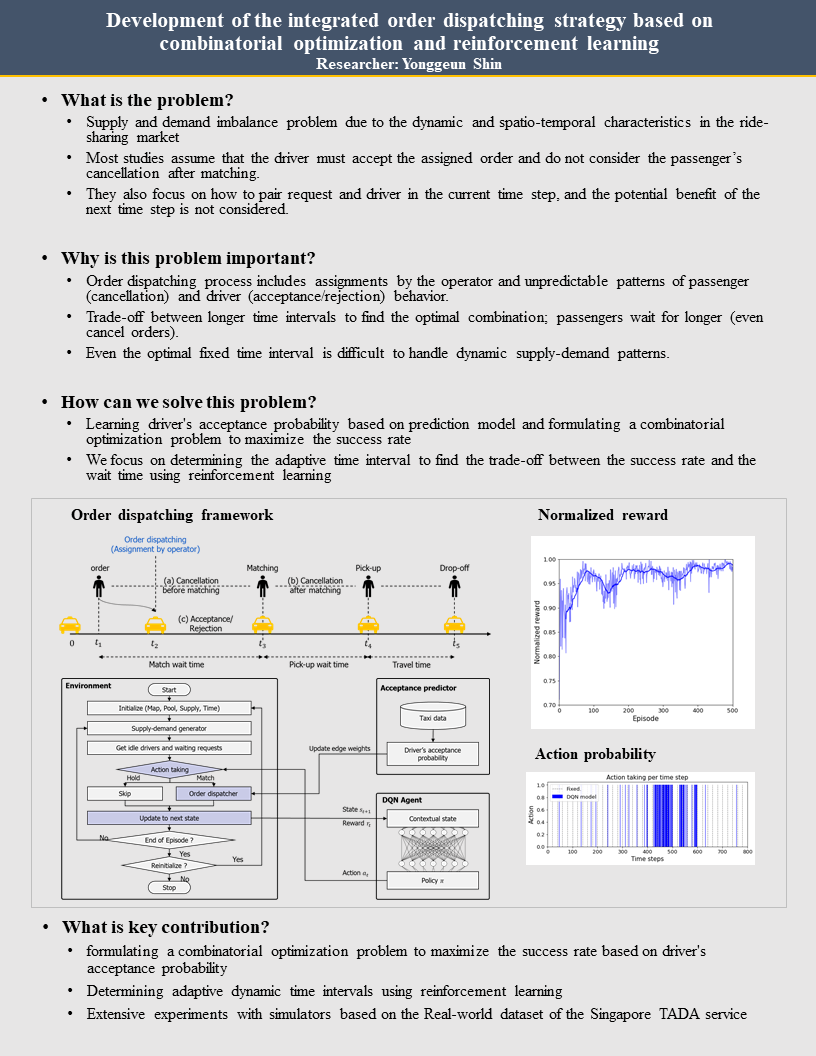 Development of the integrated order dispatching strategy based on
combinatorial optimization and reinforcement learning
Researcher: Yonggeun Shin
• What is the problem?
• Supply and demand imbalance problem due to the dynamic and spatio-temporal characteristics in the ride-
sharing market
• Most studies assume that the driver must accept the assigned order and do not consider the passenger's
cancellation after matching.
• They also focus on how to pair request and driver in the current time step, and the potential benefit of the
next time step is not considered.
• Why is this problem important?
• Order dispatching process includes assignments by the operator and unpredictable patterns of passenger
(cancellation) and driver (acceptance/rejection) behavior.
• Trade-off between longer time intervals to find the optimal combination; passengers wait for longer (even
cancel orders).
• Even the optimal fixed time interval is difficult to handle dynamic supply-demand patterns.
• How can we solve this problem?
• Learning driver's acceptance probability based on prediction model and formulating a combinatorial
optimization problem to maximize the success rate
• We focus on determining the adaptive time interval to find the trade-off between the success rate and the
wait time using reinforcement learning
Order dispatching framework
Order dispatching
(Assignment by operator)
order
Matching
Pick-up
Drop-off
(a) Cancellation
before matching
(b) Cancellation
after matching
(c) Acceptance/
Rejection
0 t₁ t₂ t₃ t₄ t₅
Match wait time
Pick-up wait time
Travel time
Environment
Start
Initialize (Map, Pool, Supply, Time)
Supply-demand generator
Get idle drivers and waiting requests
Action taking
Hold
Match
Skip
Order dispatcher
Update to next state
No
End of Episode ?
Yes
Reinitialize ?
Yes
No
Stop
Acceptance predictor
Taxi data
Driver's acceptance
probability
Update edge weights
DQN Agent
State sₜ₊₁
Reward rₜ
Contextual state
Action aₜ
Policy π
Normalized reward
Normalized reward
1.00
0.95
0.90
0.85
0.80
0.75
0.70
0 100 200 300 400 500
Episode
Action probability
Action taking per time step
Action
1.0
0.8
0.6
0.4
0.2
0.0
Fixed
DQN model
0 100 200 300 400 500 600 700 800
Time steps
• What is key contribution?
• formulating a combinatorial optimization problem to maximize the success rate based on driver's
acceptance probability
• Determining adaptive dynamic time intervals using reinforcement learning
• Extensive experiments with simulators based on the Real-world dataset of the Singapore TADA service